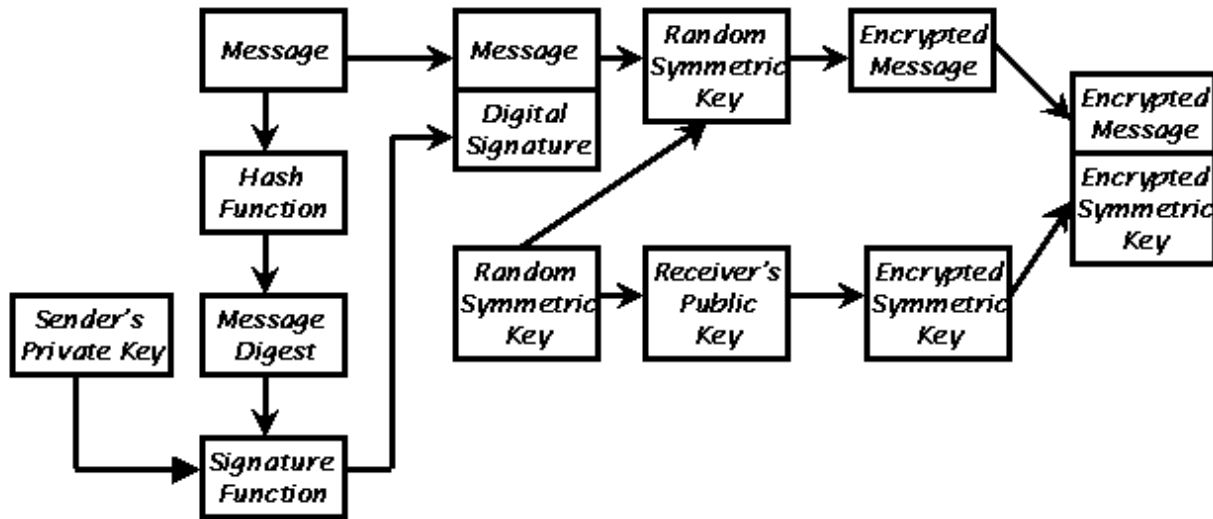 Message
Message
Digital
Signature
Random
Symmetric
Key
Encrypted
Message
Encrypted
Message
Encrypted
Symmetric
Key
Hash
Function
Random
Symmetric
Key
Receiver's
Public
Key
Encrypted
Symmetric
Key
Sender's
Private Key
Message
Digest
Signature
Function